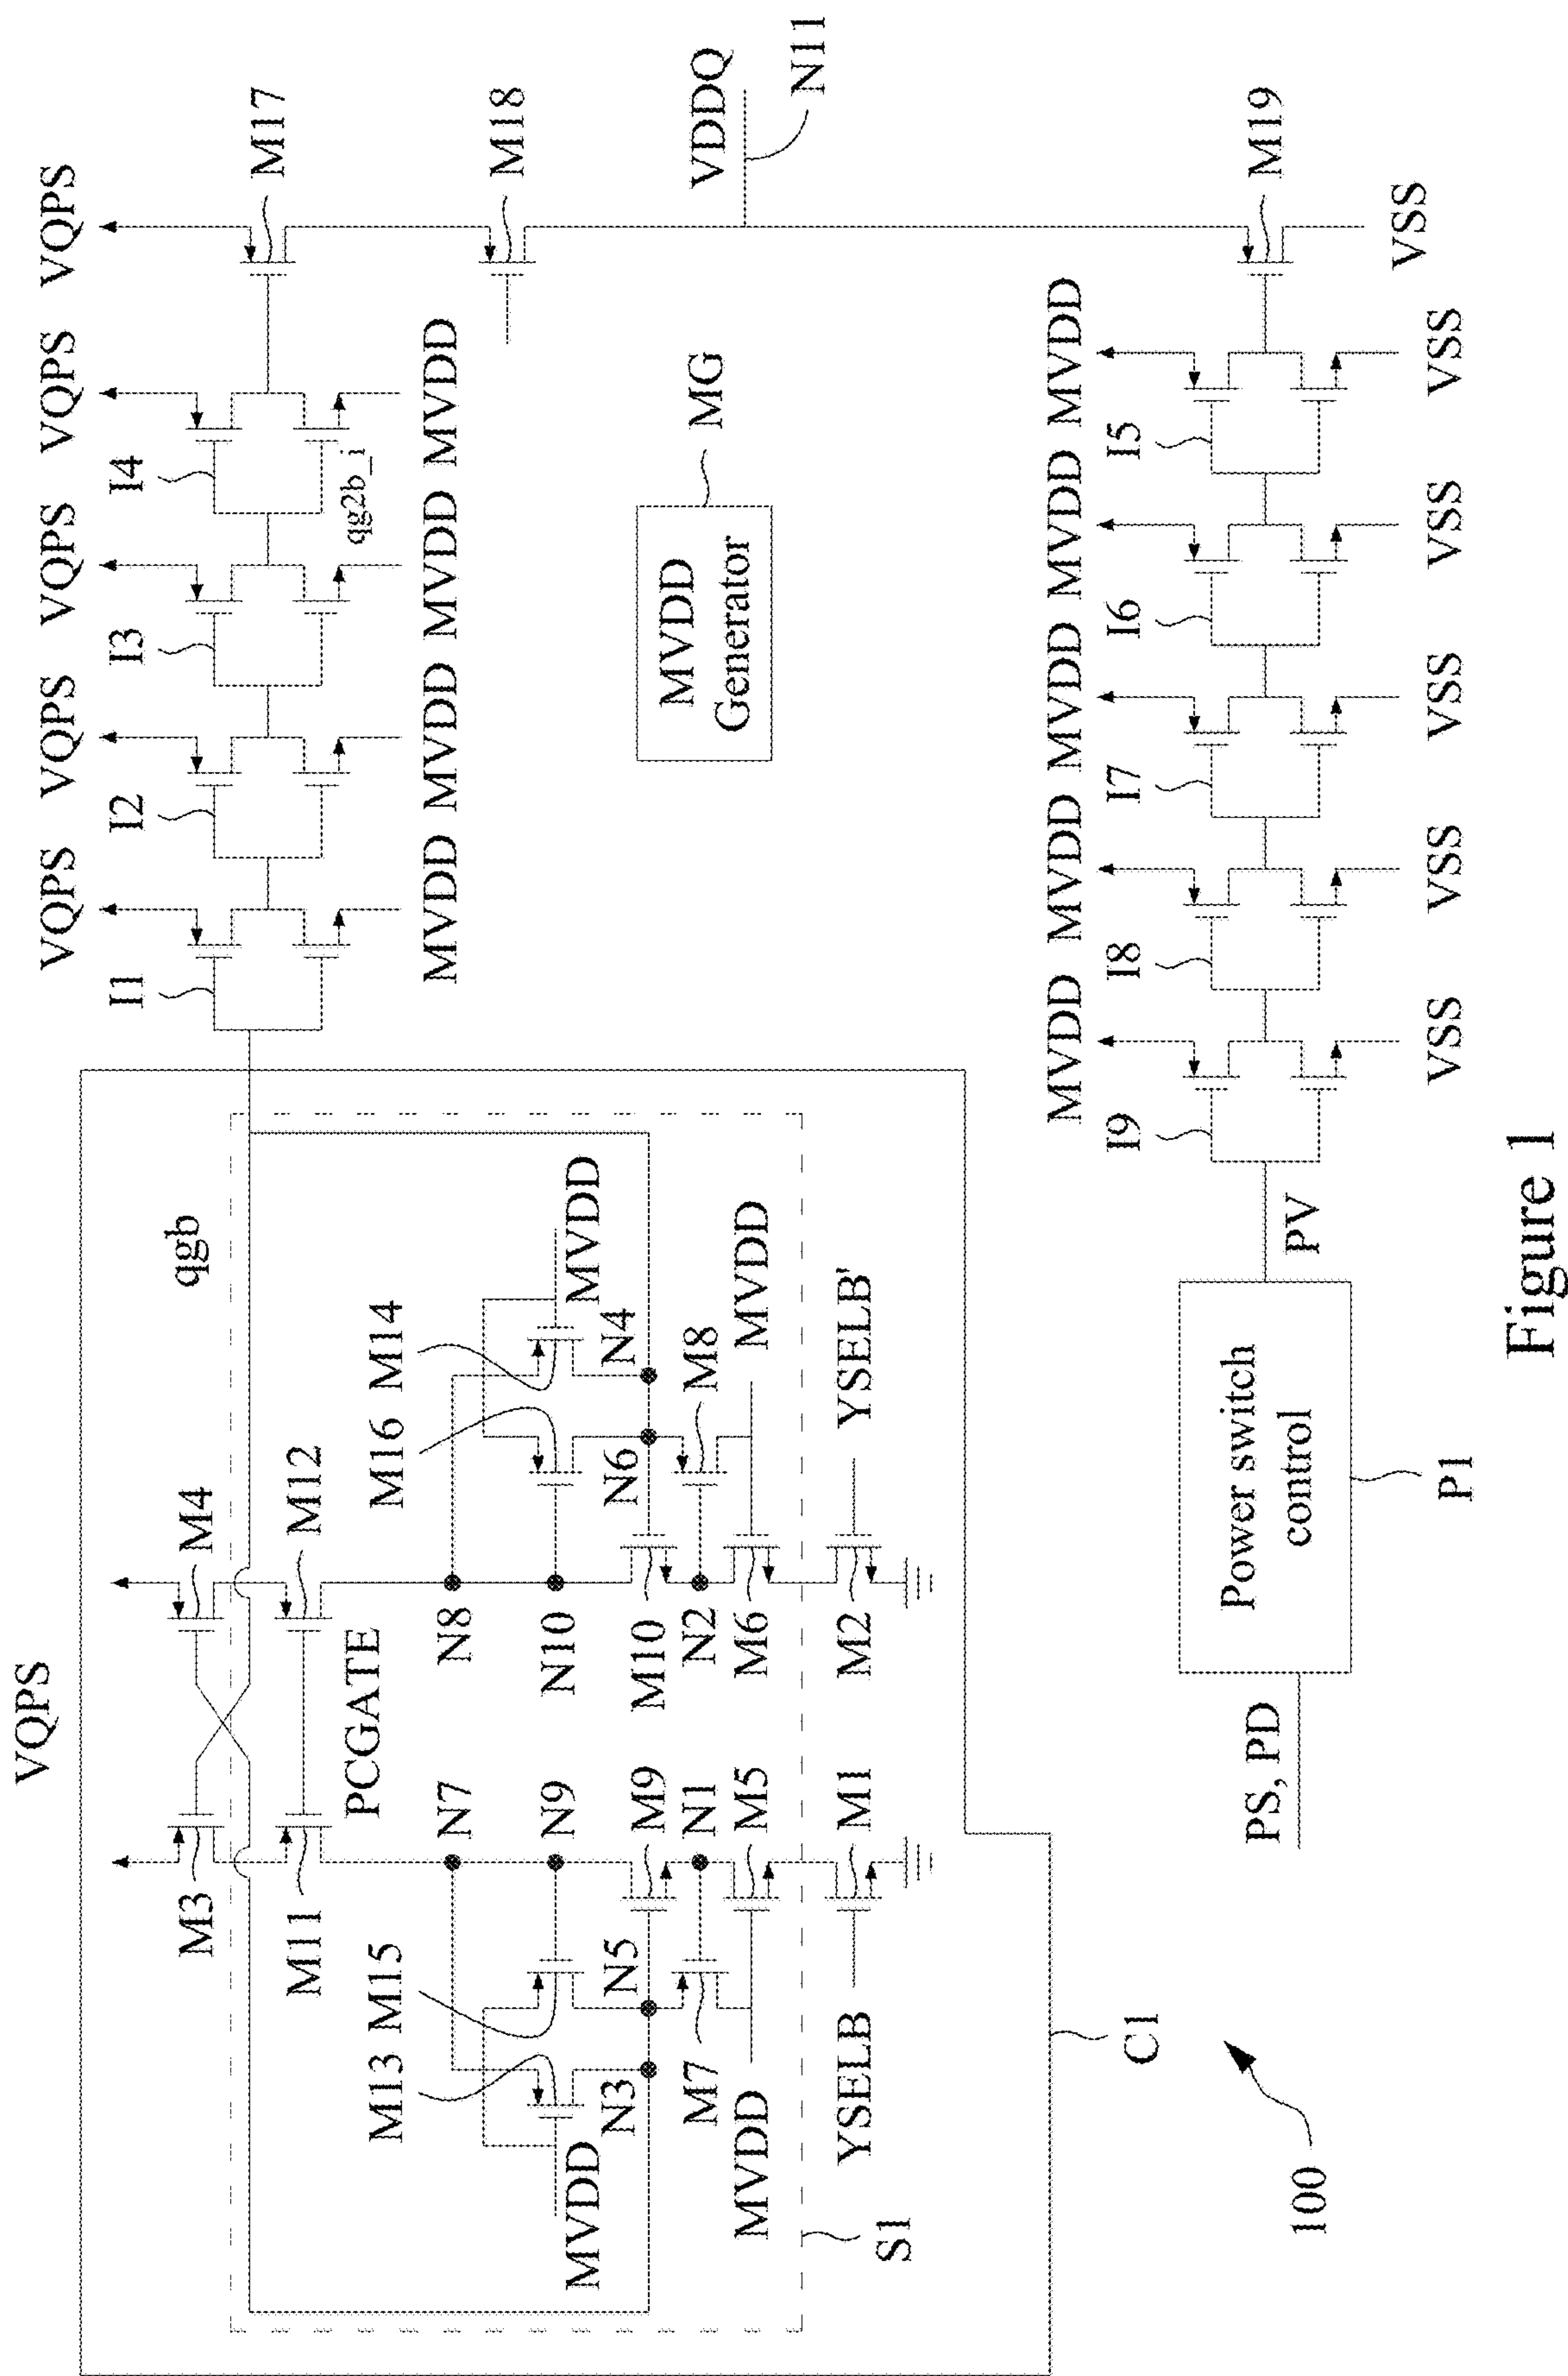 VQPS
VQPS
VQPS
VQPS
VQPS
VQPS
M3
M4
I1
I2
I3
I4
M17
qgb
M11
M12
PCGATE
qg2b_i
MVDD
MVDD
MVDD
MVDD
M18
M13
M15
M16
M14
N7
N8
N9
N10
MVDD
N3
N5
N6
N4
MVDD
M9
M10
MVDD
Generator
MG
VDDQ
N11
M7
N1
N2
M8
MVDD
M5
M6
MVDD
YSELB
M1
M2
YSELB'
S1
C1
100
MVDD
MVDD
MVDD
MVDD
MVDD
I9
I8
I7
I6
I5
M19
PS, PD
Power switch
control
PV
P1
VSS
VSS
VSS
VSS
VSS
VSS
Figure 1